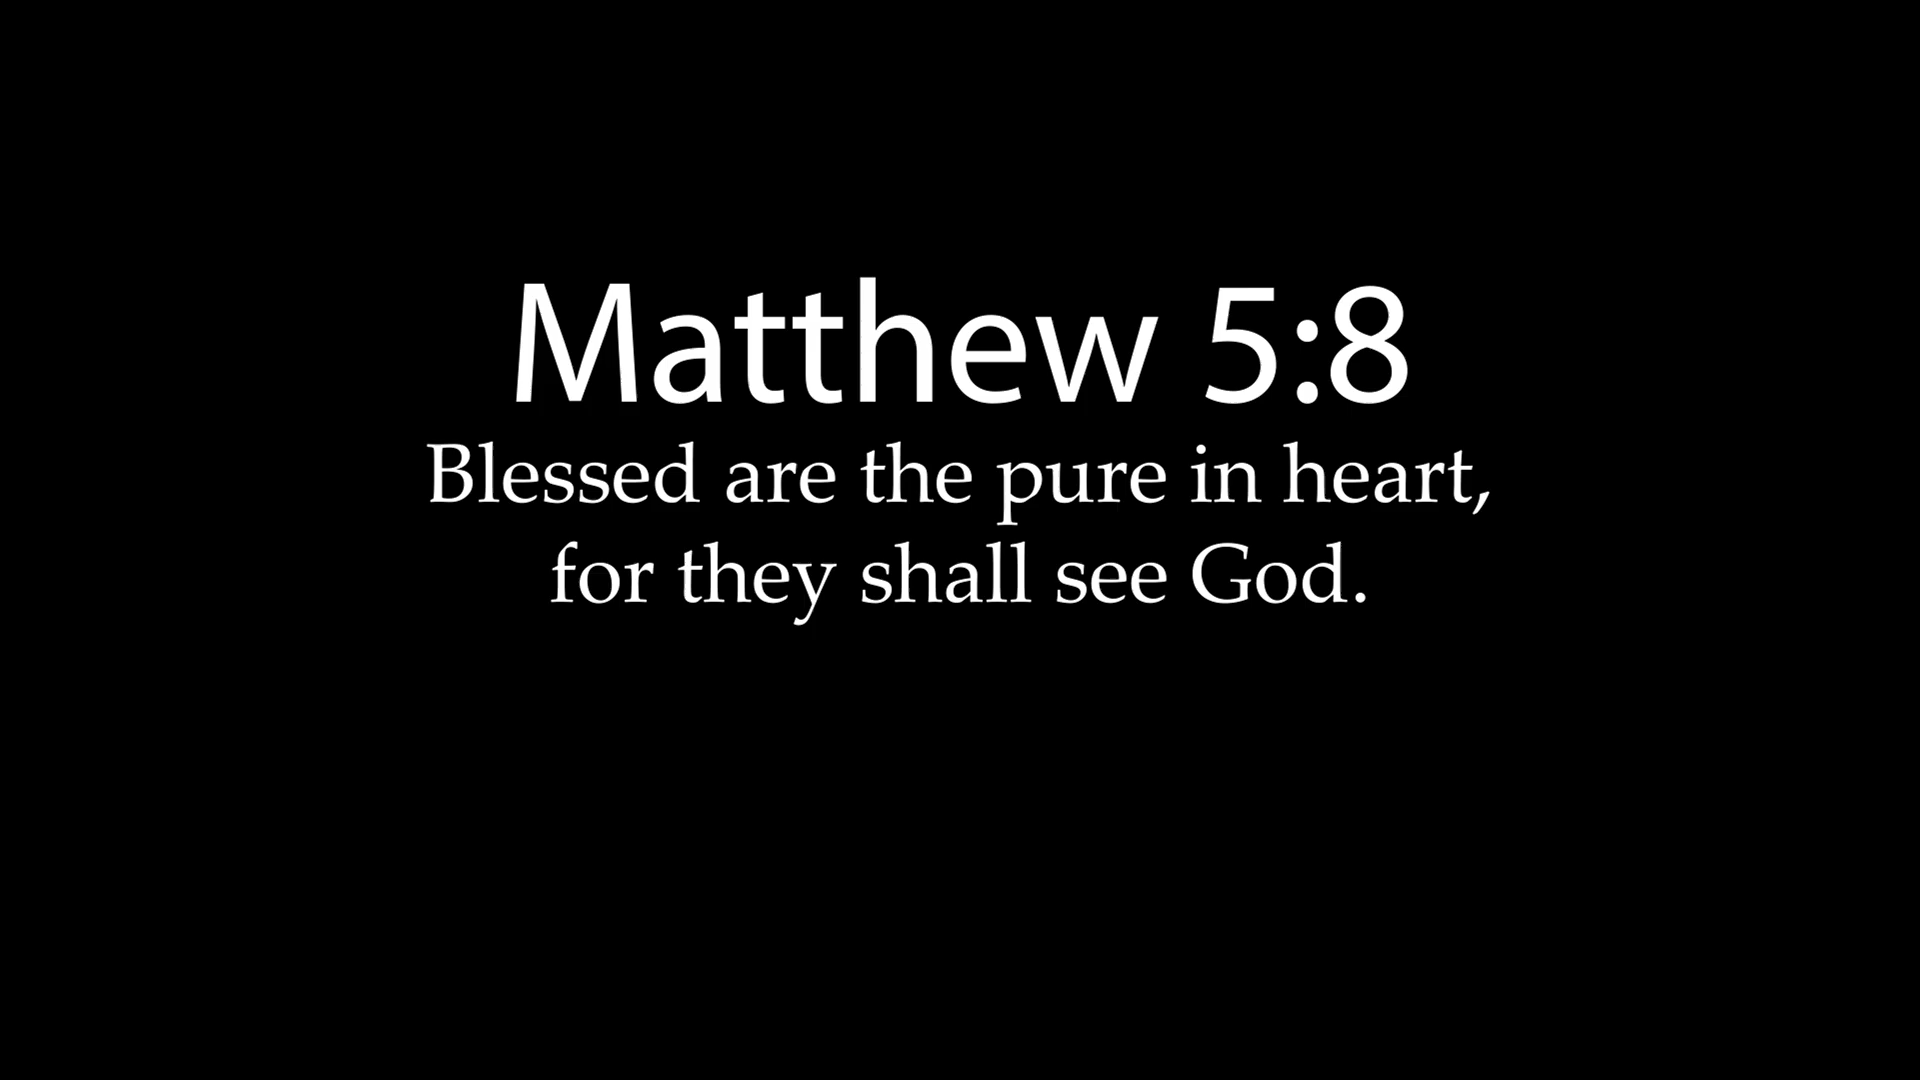 Matthew 5:8
Blessed are the pure in heart,
for they shall see God.